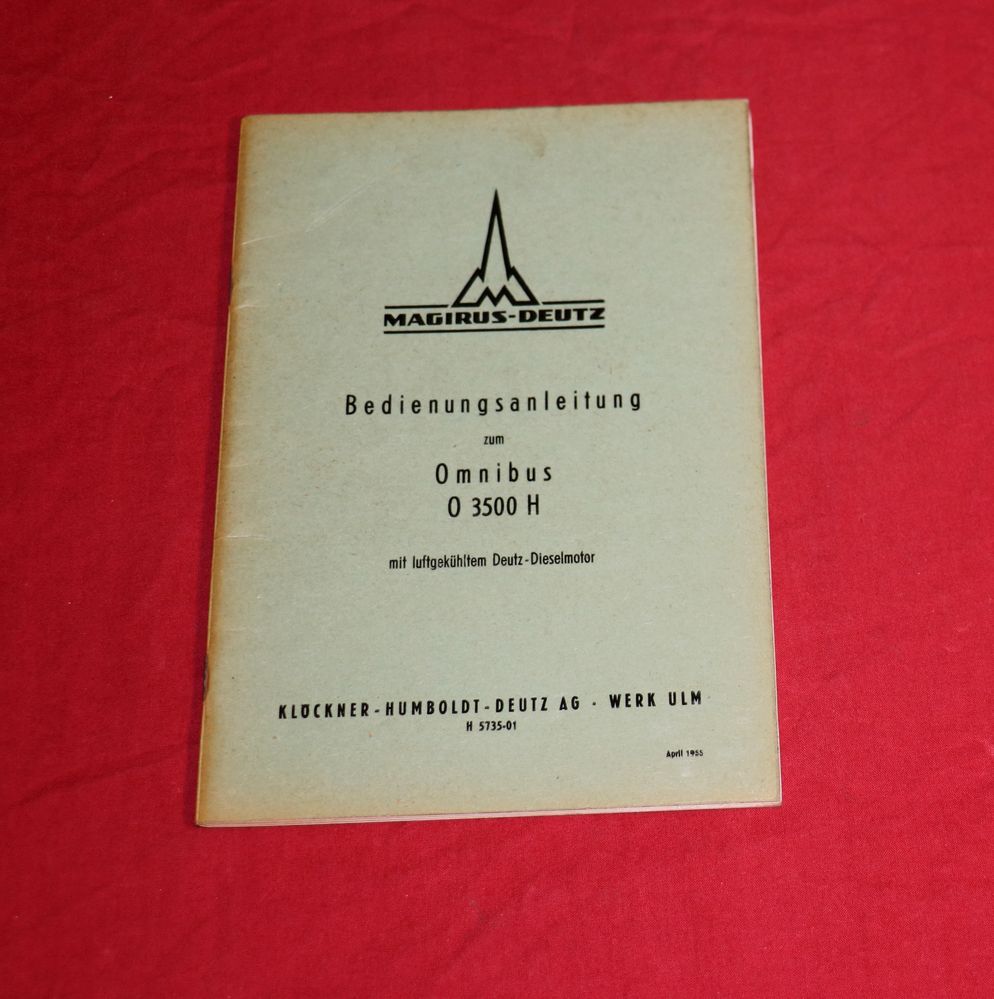 MAGIRUS-DEUTZ
Bedienungsanleitung
zum
Omnibus
O 3500 H
mit luftgekühltem Deutz-Dieselmotor
KLÖCKNER-HUMBOLDT-DEUTZ AG · WERK ULM
H 5735-01
April 1955